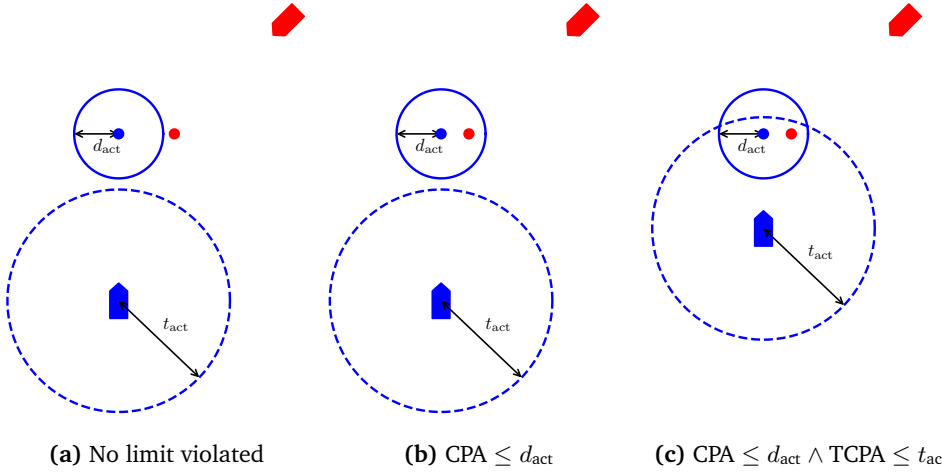 d_act
d_act
d_act
t_act
t_act
t_act
(a) No limit violated
(b) CPA ≤ d_act
(c) CPA ≤ d_act ∧ TCPA ≤ t_ac